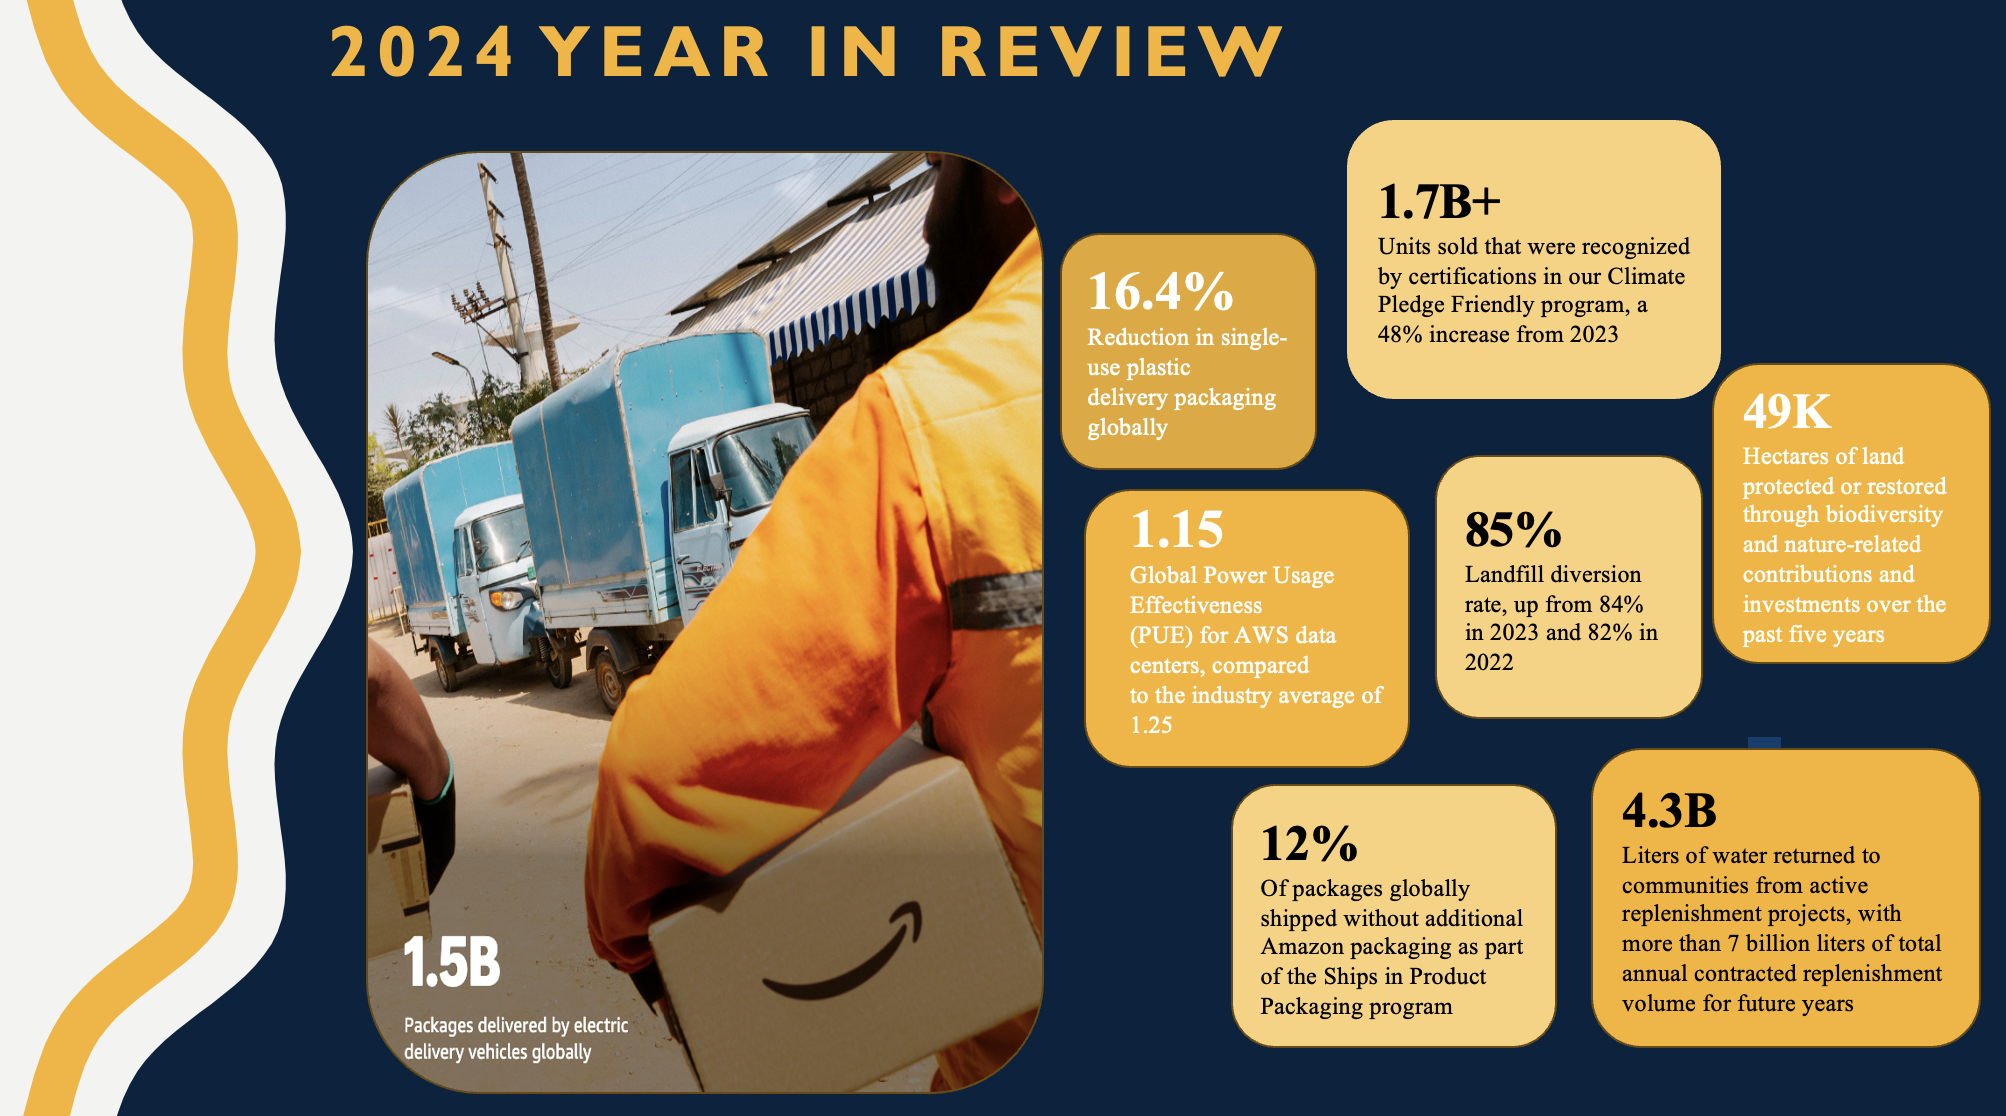 2024 YEAR IN REVIEW
1.5B
Packages delivered by electric
delivery vehicles globally
16.4%
Reduction in single-
use plastic
delivery packaging
globally
1.7B+
Units sold that were recognized
by certifications in our Climate
Pledge Friendly program, a
48% increase from 2023
49K
Hectares of land
protected or restored
through biodiversity
and nature-related
contributions and
investments over the
past five years
1.15
Global Power Usage
Effectiveness
(PUE) for AWS data
centers, compared
to the industry average of
1.25
85%
Landfill diversion
rate, up from 84%
in 2023 and 82% in
2022
12%
Of packages globally
shipped without additional
Amazon packaging as part
of the Ships in Product
Packaging program
4.3B
Liters of water returned to
communities from active
replenishment projects, with
more than 7 billion liters of total
annual contracted replenishment
volume for future years